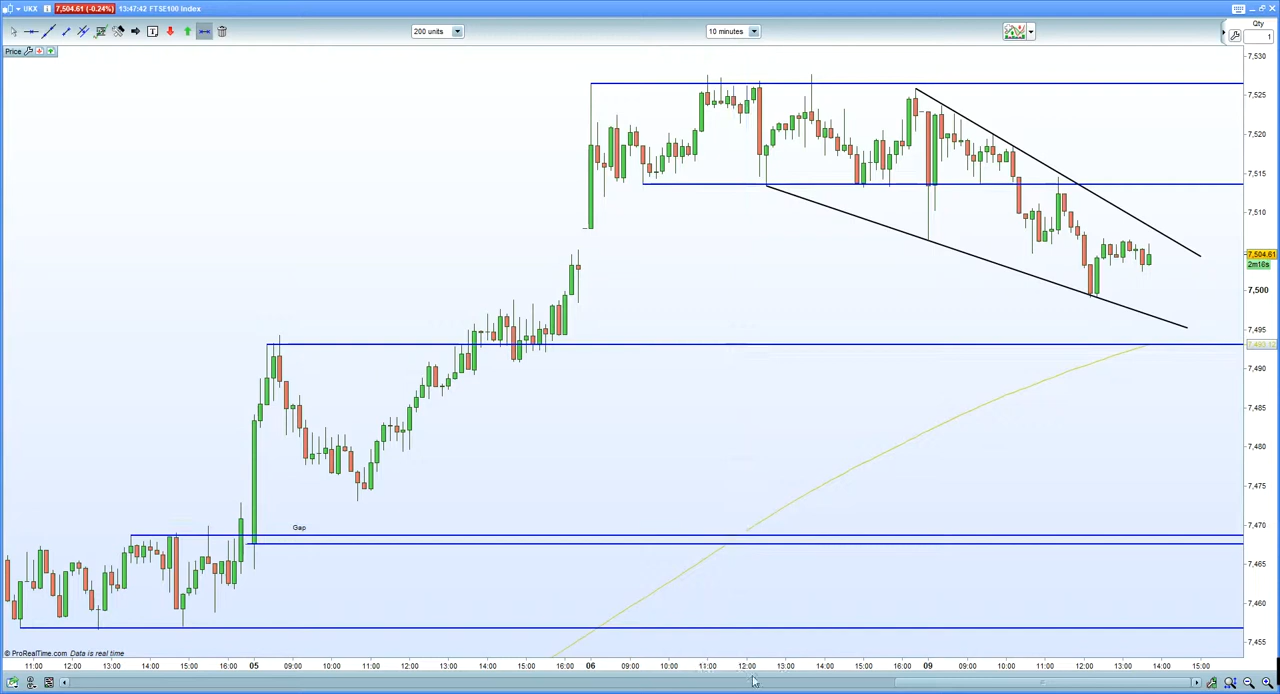 UKX 7,504.61 (-0.24%) 13:47:42 FTSE100 Index
Qty
200 units 10 minutes 1
Price
7,530
7,525
7,520
7,515
7,510
7,504.61
2m16s
7,500
7,495
7,493.12
7,490
7,485
7,480
7,475
Gap
7,470
7,465
7,460
7,455
© ProRealTime.com Data is real time
11:00 12:00 13:00 14:00 15:00 05 09:00 10:00 11:00 12:00 13:00 14:00 15:00 16:00 06 09:00 10:00 11:00 12:00 13:00 14:00 15:00 16:00 09 09:00 10:00 11:00 12:00 13:00 14:00 15:00